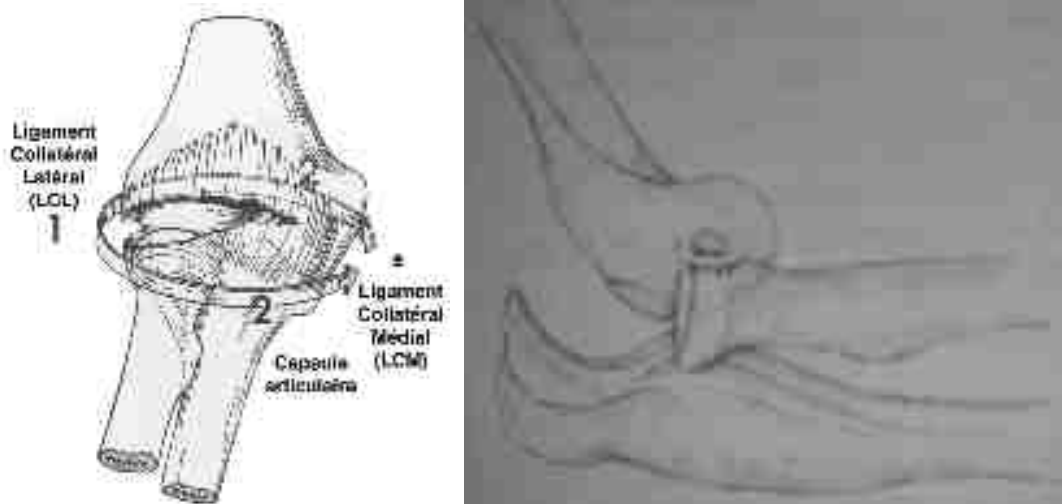 Ligament
Collatéral
Latéral
(LCL)
1
2
±
Ligament
Collatéral
Médial
(LCM)
Capsule
articulaire